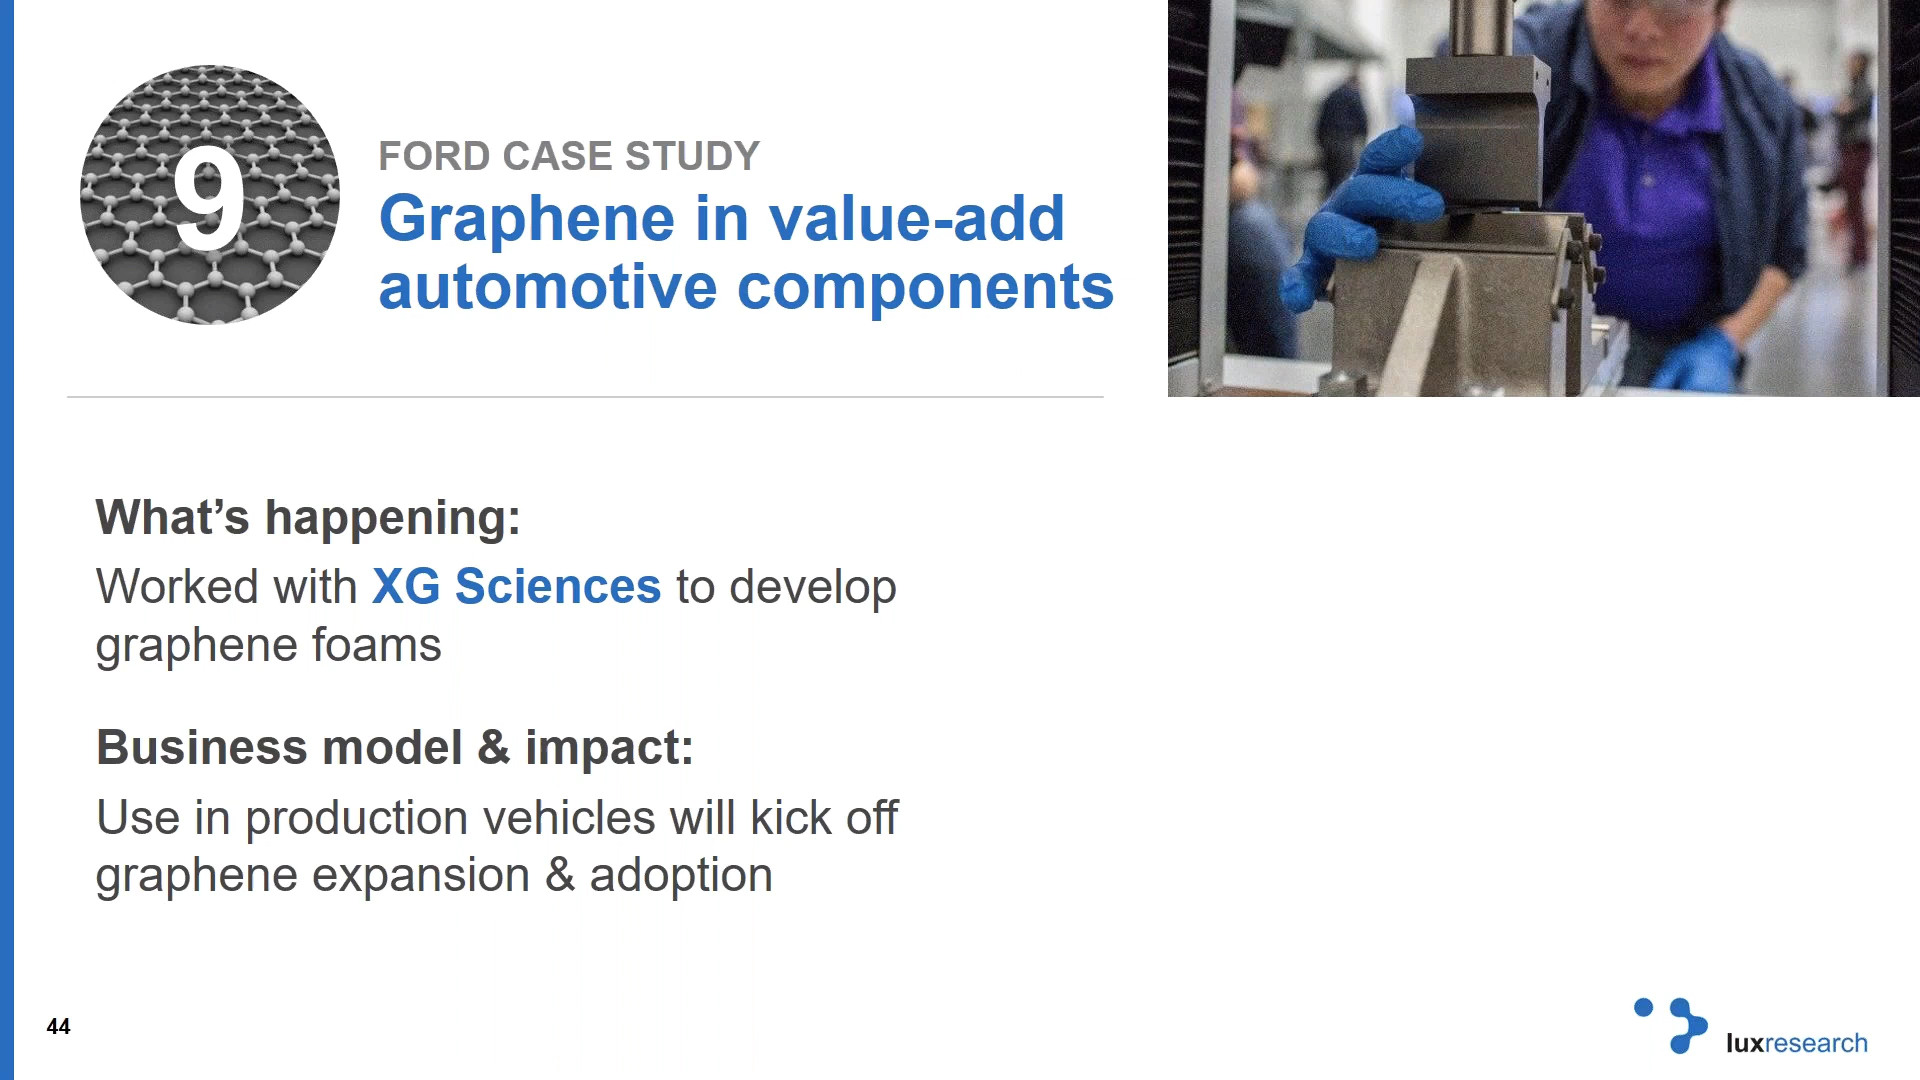 9
FORD CASE STUDY
Graphene in value-add
automotive components
What’s happening:
Worked with XG Sciences to develop
graphene foams
Business model & impact:
Use in production vehicles will kick off
graphene expansion & adoption
44
luxresearch